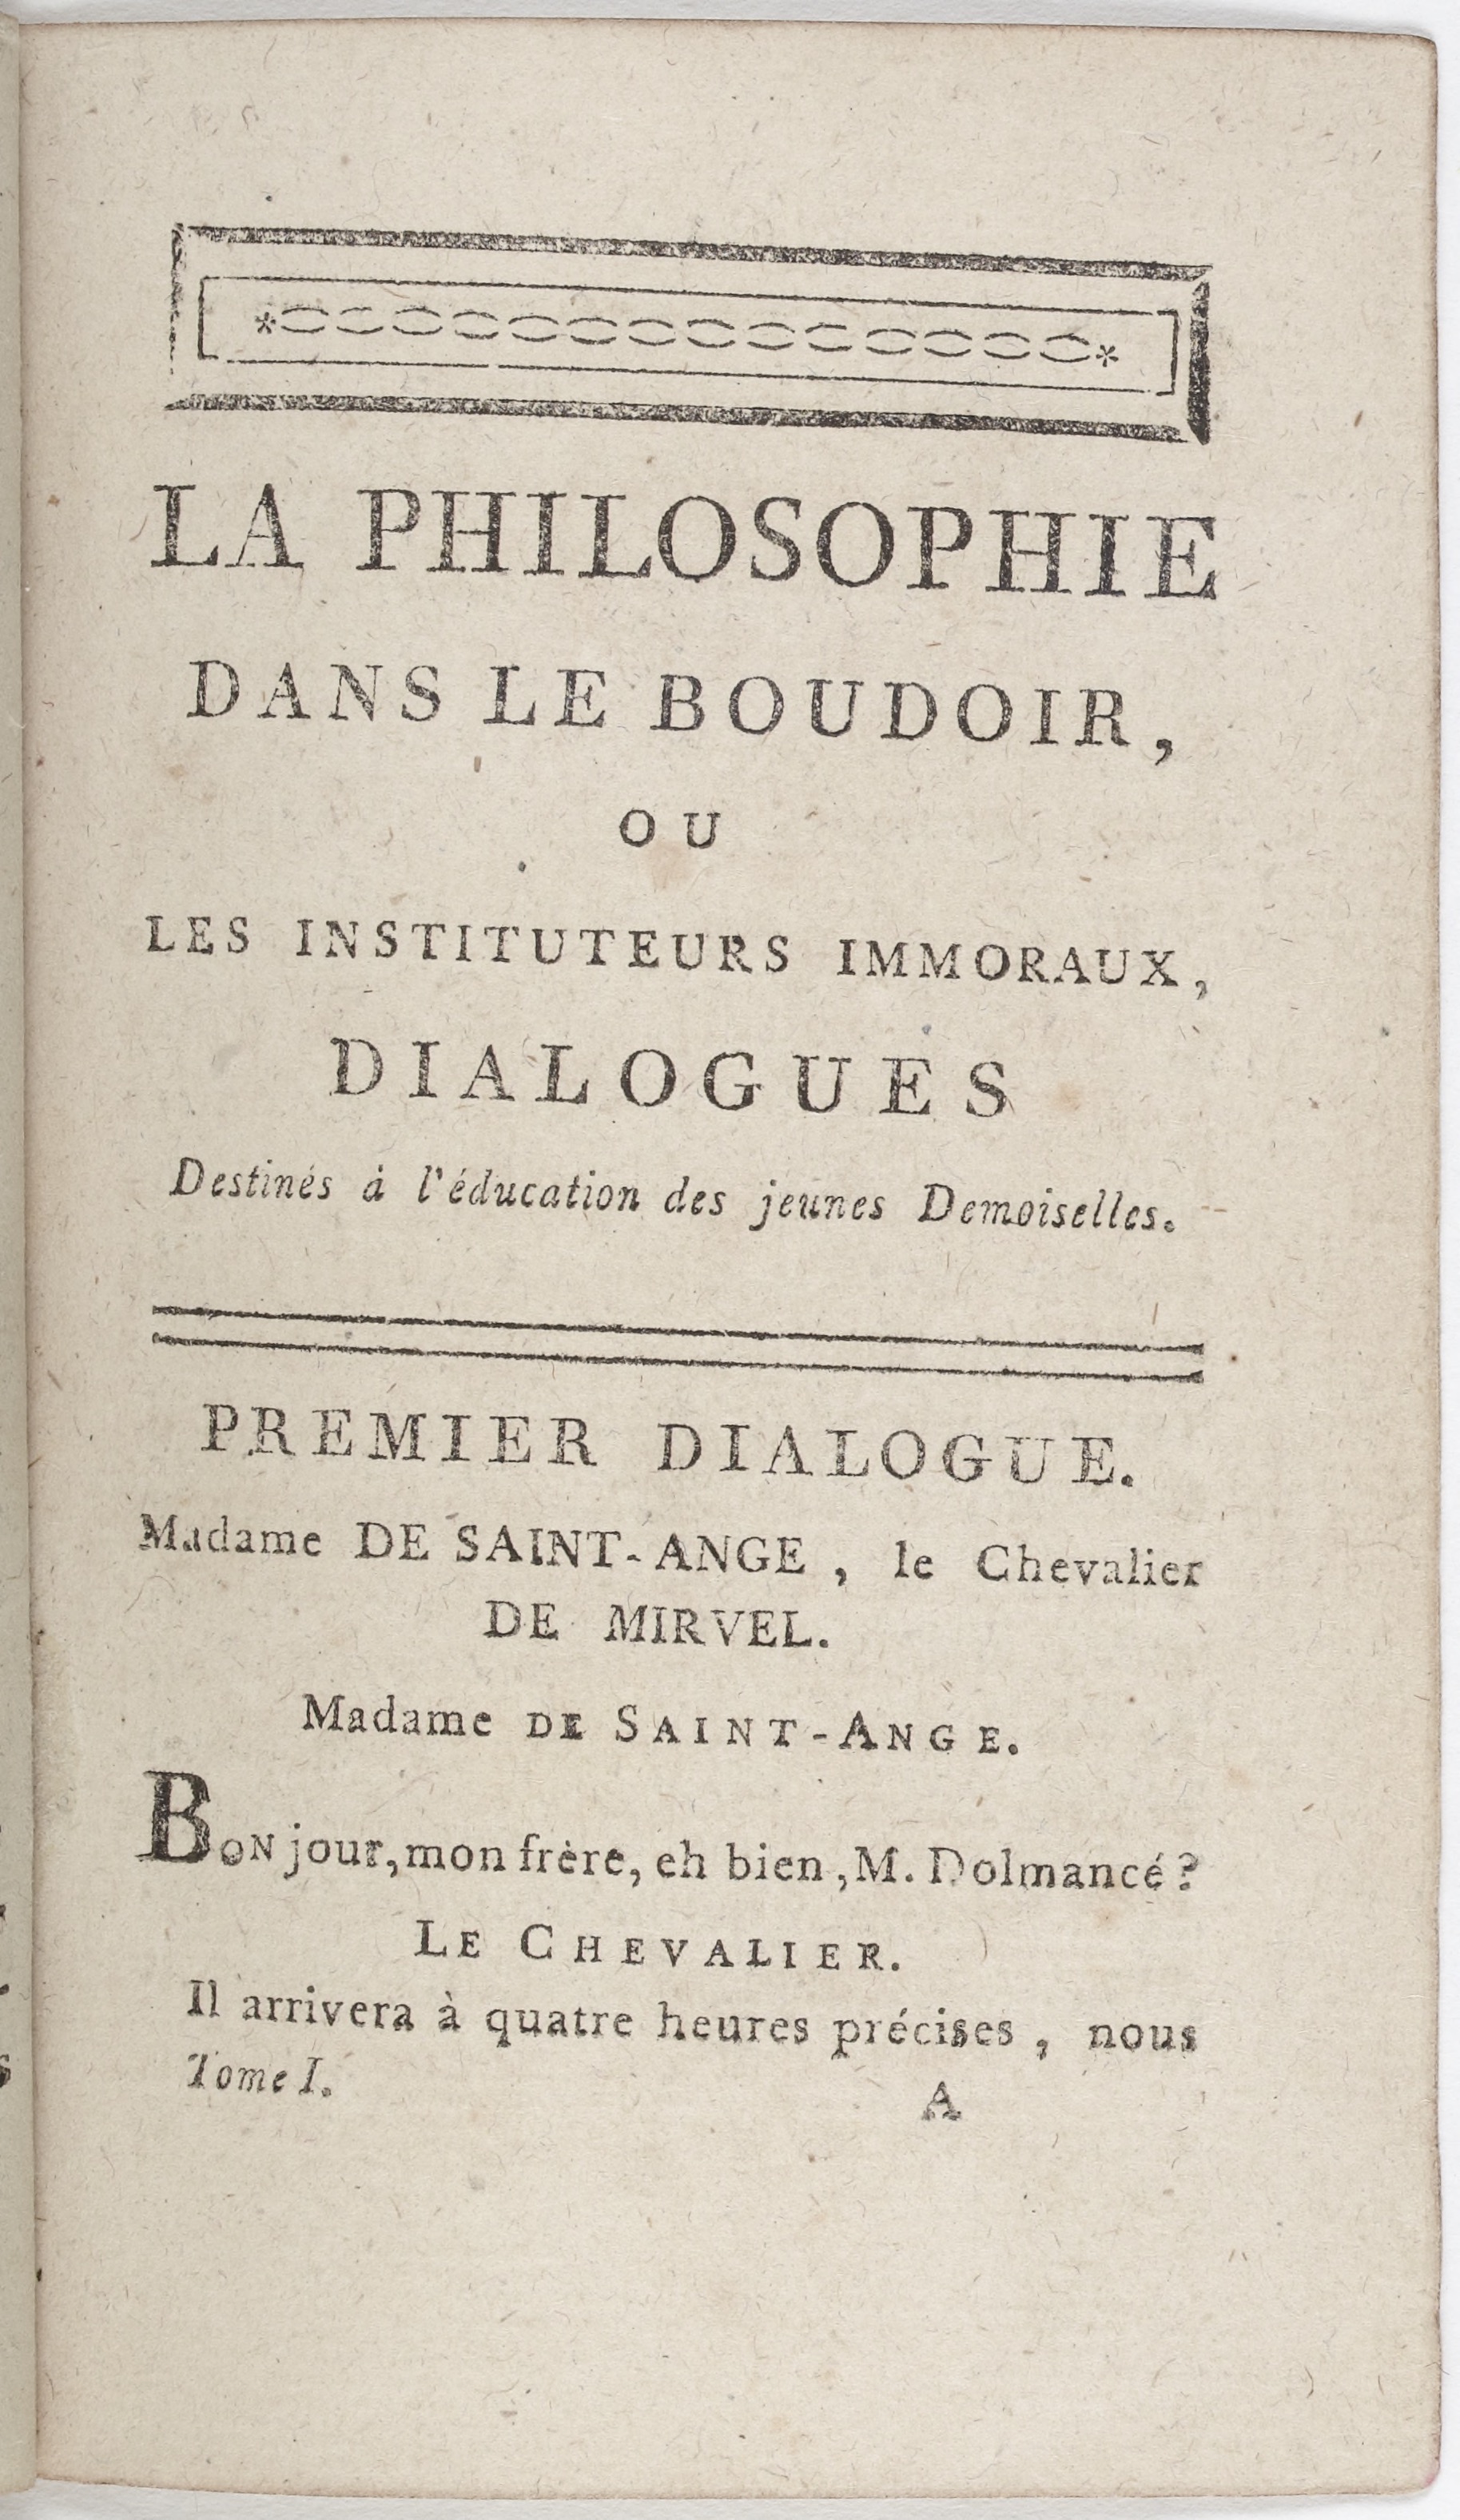 LA PHILOSOPHIE
DANS LE BOUDOIR,
OU
LES INSTITUTEURS IMMORAUX,
DIALOGUES
Destinés à l'éducation des jeunes Demoiselles.
PREMIER DIALOGUE.
Madame DE SAINT-ANGE, le Chevalier
DE MIRVEL.
Madame DE SAINT-ANGE.
BON jour, mon frère, eh bien, M. Dolmancé?
LE CHEVALIER.
Il arrivera à quatre heures précises, nous
Tome I.
A